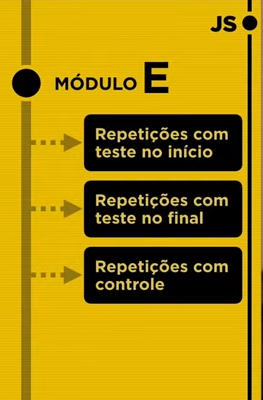 JS
MÓDULO E
Repetições com
teste no início
Repetições com
teste no final
Repetições com
controle